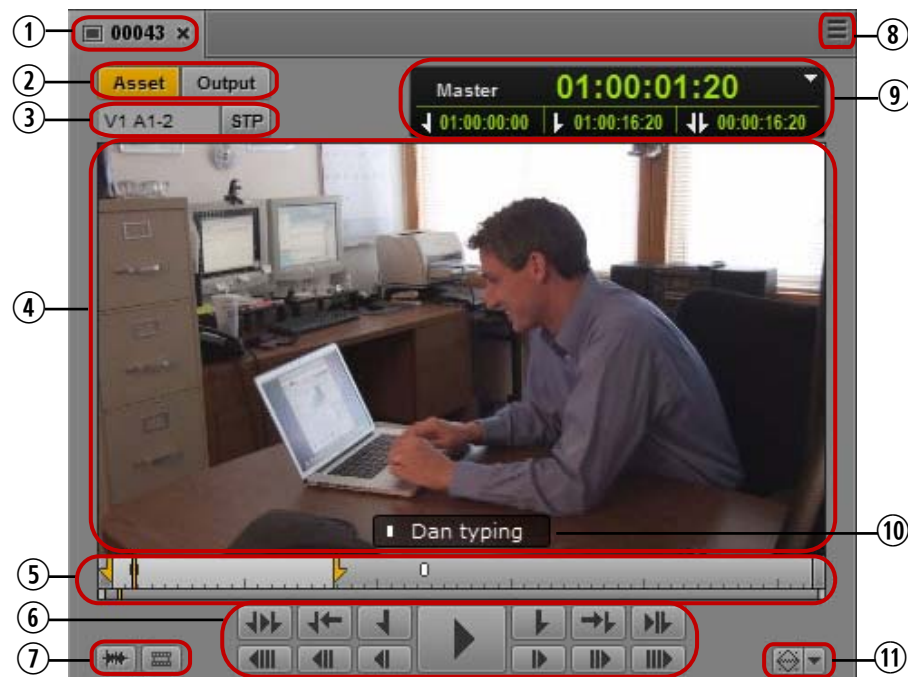 1 00043 × 8
2 Asset Output
Master 01:00:01:20 9
3 V1 A1-2 STP
01:00:00:00 01:00:16:20 00:00:16:20
4
Dan typing 10
5
6
7 11